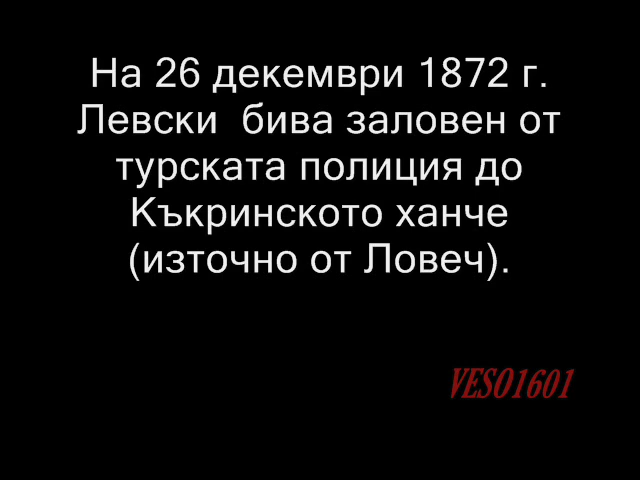 На 26 декември 1872 г.
Левски  бива заловен от
турската полиция до
Къкринското ханче
(източно от Ловеч).
VESO1601